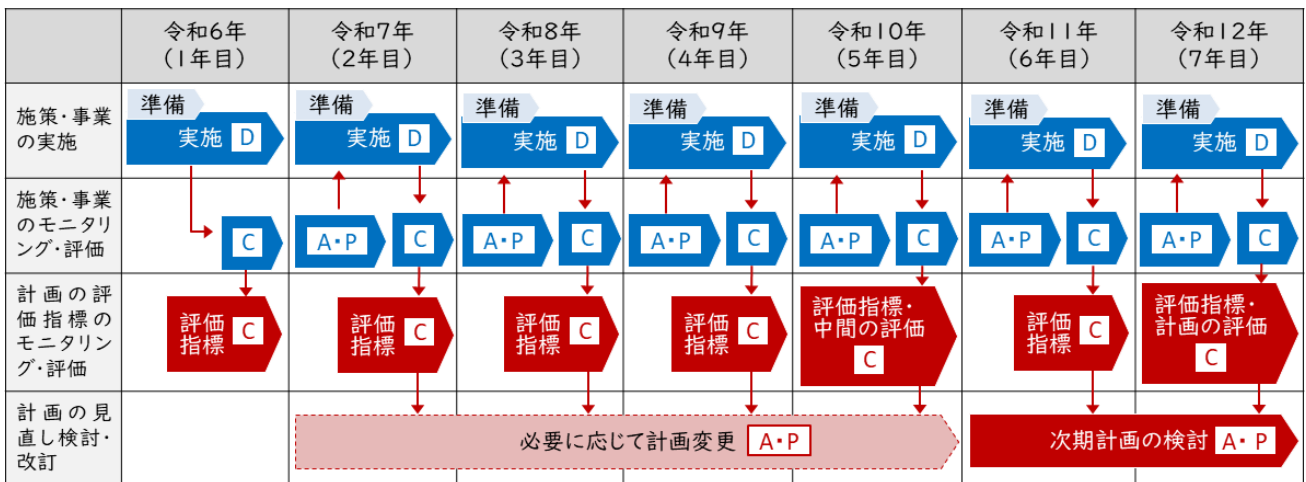 令和6年
(1年目)
令和7年
(2年目)
令和8年
(3年目)
令和9年
(4年目)
令和10年
(5年目)
令和11年
(6年目)
令和12年
(7年目)
施策・事業
の実施
準備
実施 D
準備
実施 D
準備
実施 D
準備
実施 D
準備
実施 D
準備
実施 D
準備
実施 D
施策・事業
のモニタリ
ング・評価
C
A・P
C
A・P
C
A・P
C
A・P
C
A・P
C
A・P
C
計画の評
価指標の
モニタリン
グ・評価
評価
指標 C
評価
指標 C
評価
指標 C
評価
指標 C
評価指標・
中間の評価
C
評価
指標 C
評価指標・
計画の評価
C
計画の見
直し検討・
改訂
必要に応じて計画変更 A・P
次期計画の検討 A・P